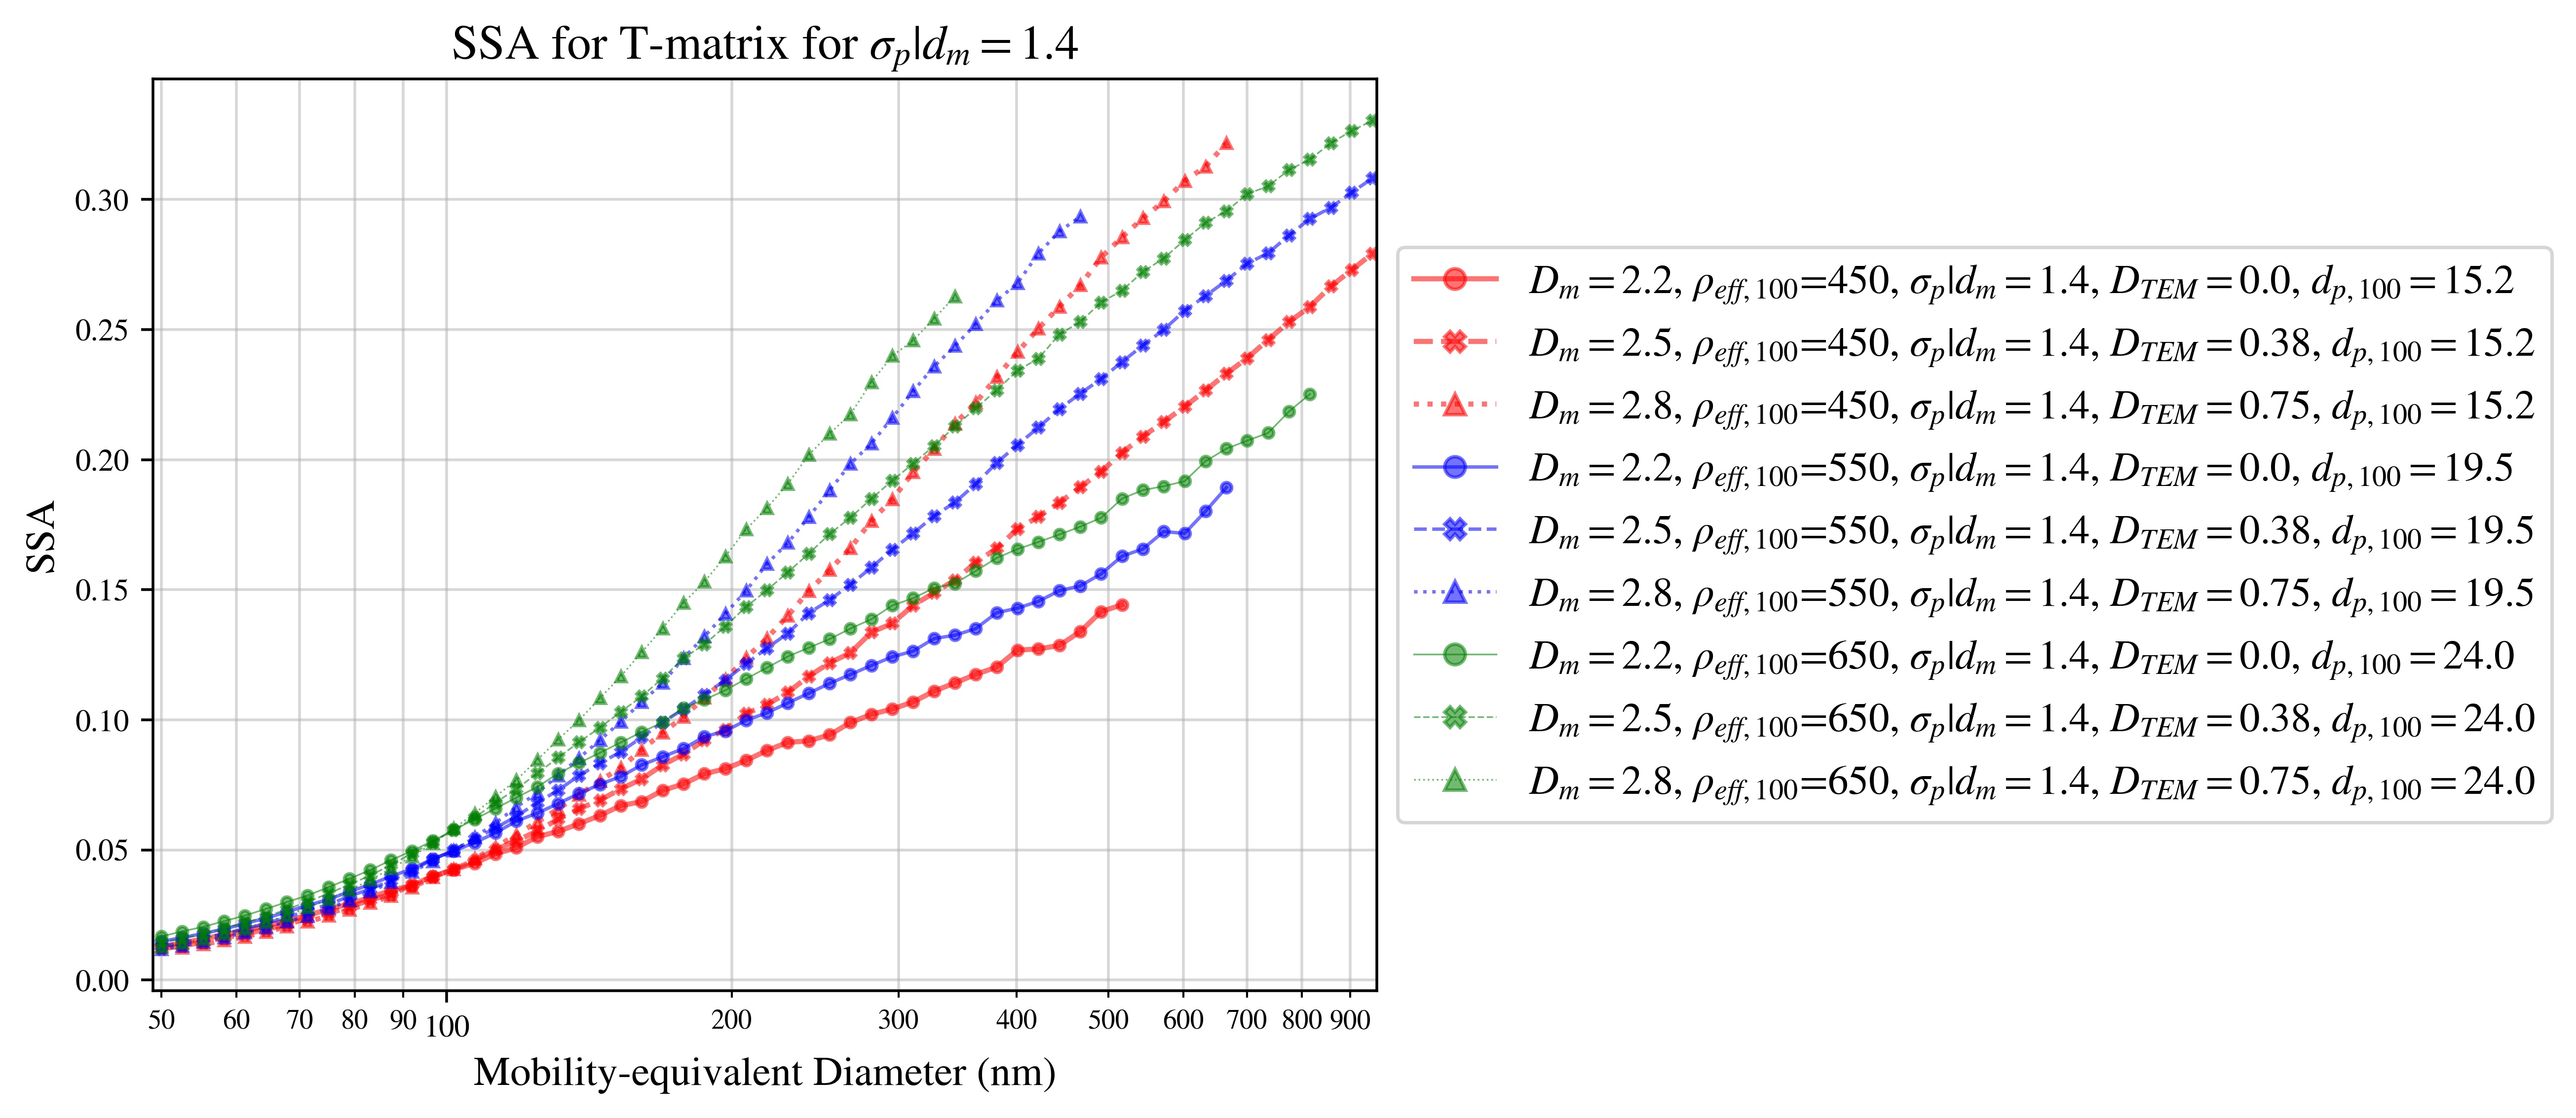 SSA for T-matrix for σp|dm = 1.4
SSA
0.30
0.25
0.20
0.15
0.10
0.05
0.00
50 60 70 80 90 100 200 300 400 500 600 700 800 900
Mobility-equivalent Diameter (nm)
Dm = 2.2, ρeff,100=450, σp|dm = 1.4, DTEM = 0.0, dp,100 = 15.2
Dm = 2.5, ρeff,100=450, σp|dm = 1.4, DTEM = 0.38, dp,100 = 15.2
Dm = 2.8, ρeff,100=450, σp|dm = 1.4, DTEM = 0.75, dp,100 = 15.2
Dm = 2.2, ρeff,100=550, σp|dm = 1.4, DTEM = 0.0, dp,100 = 19.5
Dm = 2.5, ρeff,100=550, σp|dm = 1.4, DTEM = 0.38, dp,100 = 19.5
Dm = 2.8, ρeff,100=550, σp|dm = 1.4, DTEM = 0.75, dp,100 = 19.5
Dm = 2.2, ρeff,100=650, σp|dm = 1.4, DTEM = 0.0, dp,100 = 24.0
Dm = 2.5, ρeff,100=650, σp|dm = 1.4, DTEM = 0.38, dp,100 = 24.0
Dm = 2.8, ρeff,100=650, σp|dm = 1.4, DTEM = 0.75, dp,100 = 24.0